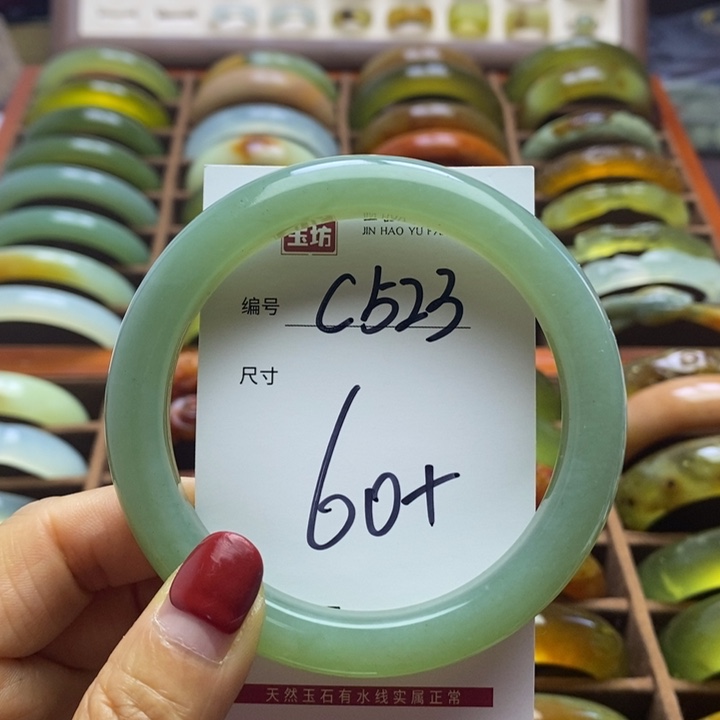 玉坊
JIN HAO YU FA
编号 C523
尺寸
60+
天然玉石有水线实属正常